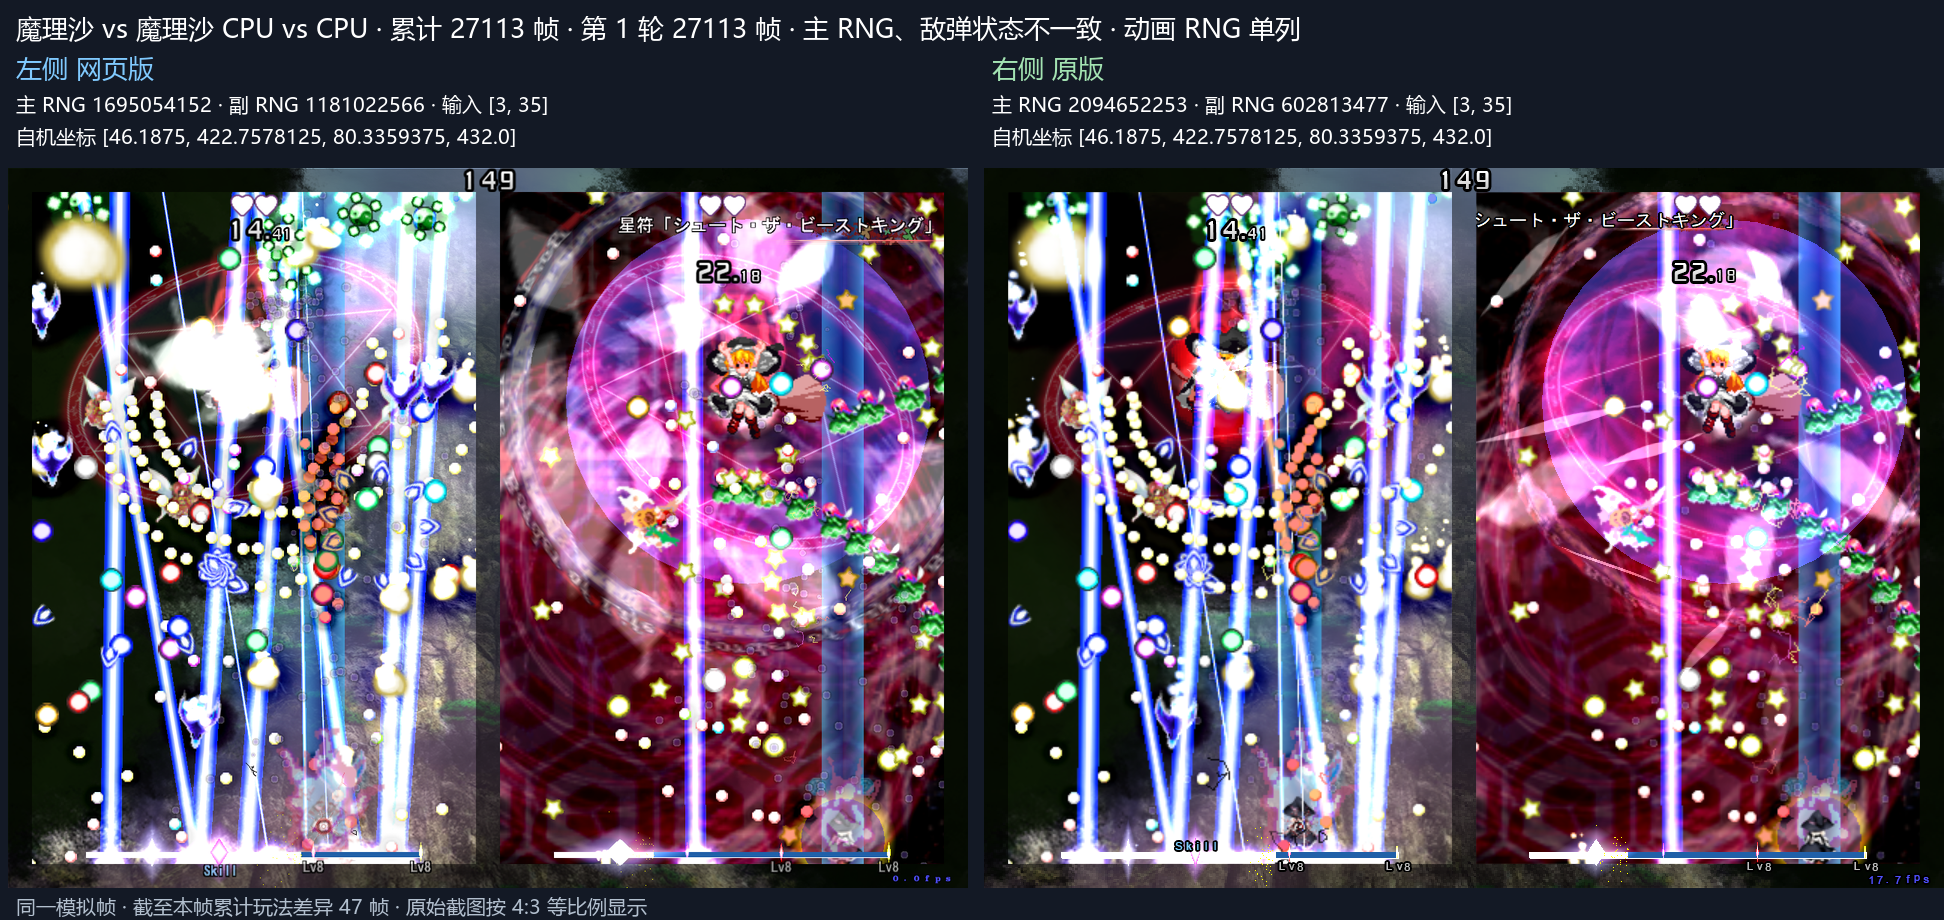 魔理沙 vs 魔理沙 CPU vs CPU · 累计 27113 帧 · 第 1 轮 27113 帧 · 主 RNG、敌弹状态不一致 · 动画 RNG 单列
左侧 网页版
主 RNG 1695054152 · 副 RNG 1181022566 · 输入 [3, 35]
自机坐标 [46.1875, 422.7578125, 80.3359375, 432.0]
右侧 原版
主 RNG 2094652253 · 副 RNG 602813477 · 输入 [3, 35]
自机坐标 [46.1875, 422.7578125, 80.3359375, 432.0]
149
14.41
星符「シュート・ザ・ビーストキング」
22.18
Skill
Lv8
Lv8
Lv8
Lv8
0.0fps
149
14.41
シュート・ザ・ビーストキング」
22.18
Skill
Lv8
Lv8
Lv8
Lv8
17.7fps
同一模拟帧 · 截至本帧累计玩法差异 47 帧 · 原始截图按 4:3 等比例显示